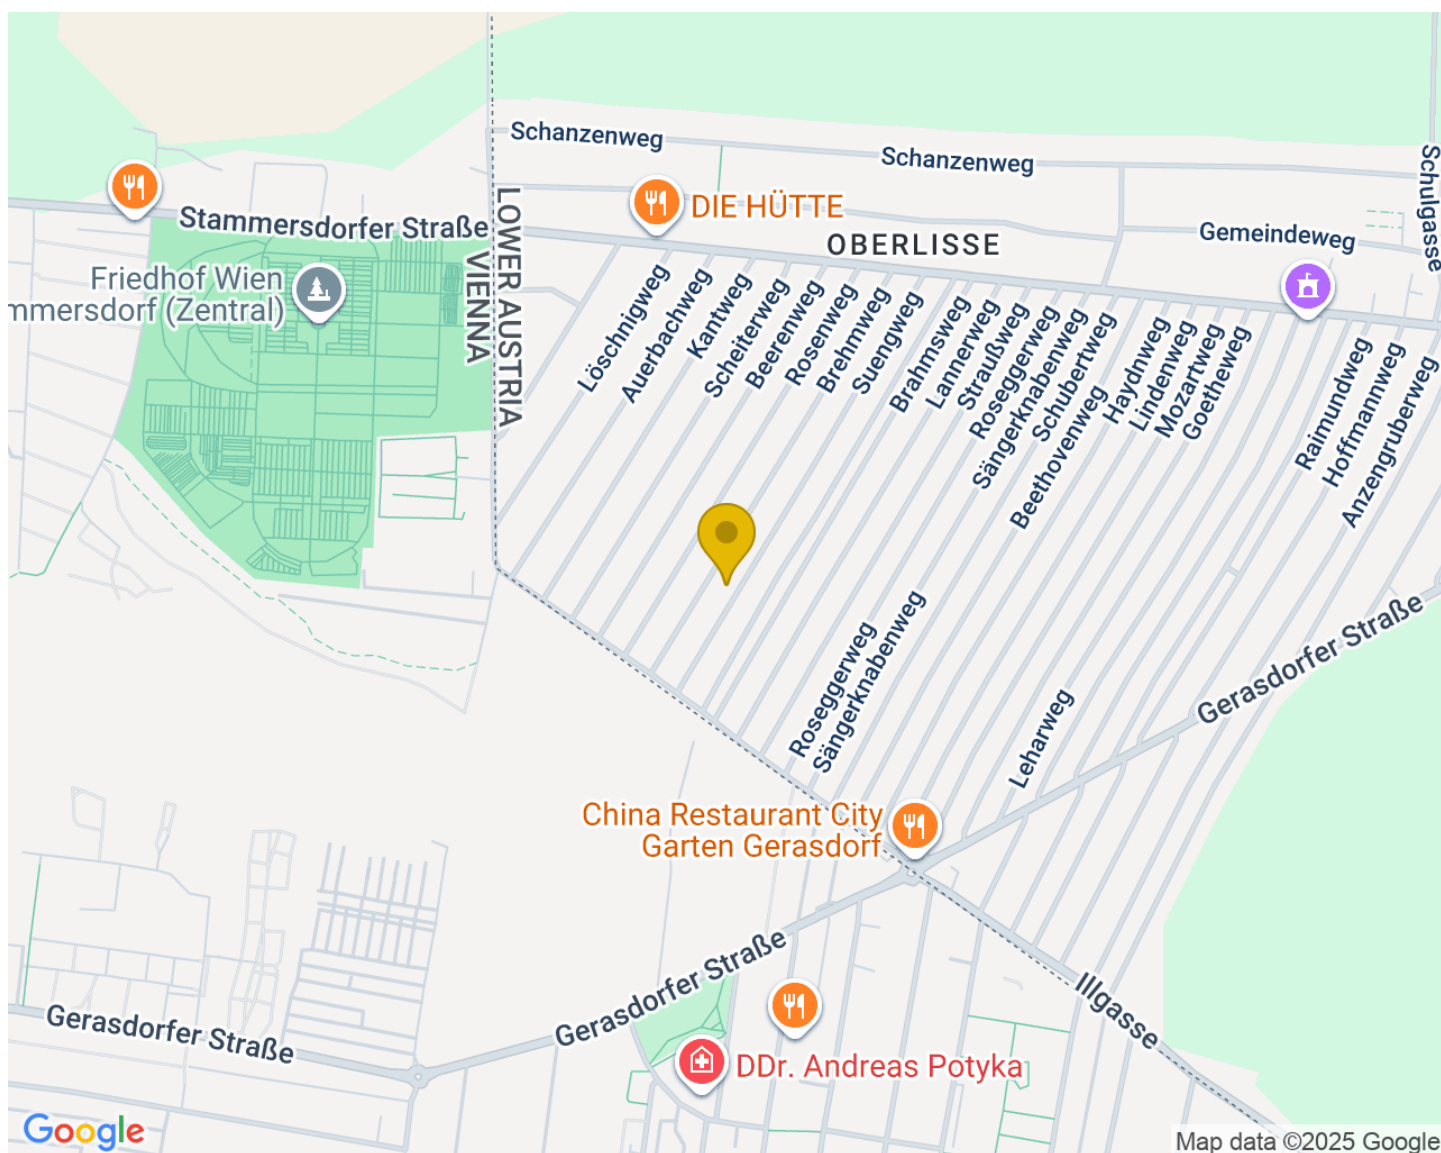 Schanzenweg
Schanzenweg
Schulgasse
DIE HÜTTE
Stammersdorfer Straße
LOWER AUSTRIA
VIENNA
OBERLISSE
Gemeindeweg
Friedhof Wien
mmersdorf (Zentral)
Löschnigweg
Auerbachweg
Kantweg
Scheiterweg
Beerenweg
Rosenweg
Brehmweg
Suengweg
Brahmsweg
Lannerweg
Straußweg
Roseggerweg
Sängerknabenweg
Schubertweg
Beethovenweg
Haydnweg
Lindenweg
Mozartweg
Goetheweg
Raimundweg
Hoffmannweg
Anzengruberweg
Roseggerweg
Sängerknabenweg
Leharweg
Gerasdorfer Straße
China Restaurant City
Garten Gerasdorf
Gerasdorfer Straße
Illgasse
Gerasdorfer Straße
DDr. Andreas Potyka
Google
Map data ©2025 Google